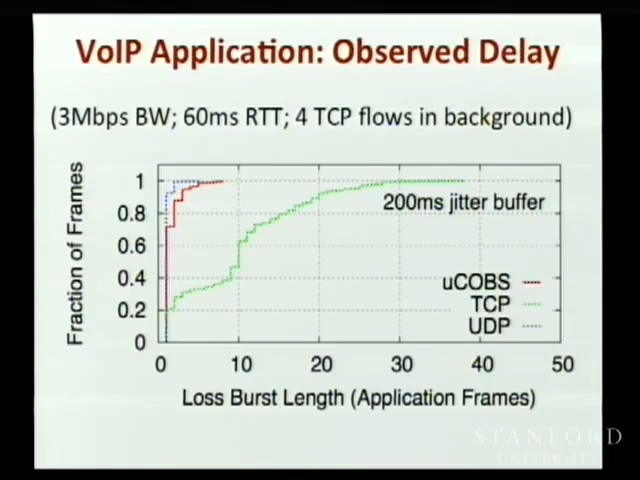 VoIP Application: Observed Delay
(3Mbps BW; 60ms RTT; 4 TCP flows in background)
1
0.8
0.6
0.4
0.2
0
Fraction of Frames
200ms jitter buffer
uCOBS
TCP
UDP
0 10 20 30 40 50
Loss Burst Length (Application Frames)
STANFORD
UNIVERSITY